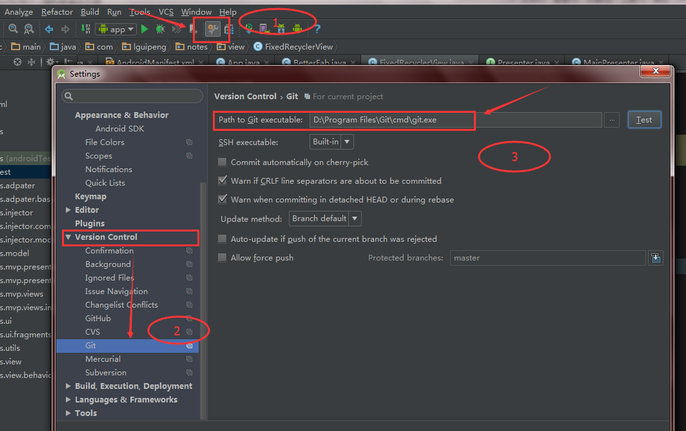 Analyze Refactor Build Run Tools VCS Window Help
app
1
main java com lguipeng notes view FixedRecyclerView
AndroidManifest.xml App.java BetterFab.java FixedRecyclerView.java Presenter.java MainPresenter.java
Settings
Version Control › Git For current project
Appearance & Behavior
Path to Git executable: D:\Program Files\Git\cmd\git.exe ... Test
Android SDK
SSH executable: Built-in
File Colors
Scopes
3
Commit automatically on cherry-pick
Notifications
Warn if CRLF line separators are about to be committed
Quick Lists
Warn when committing in detached HEAD or during rebase
Keymap
Editor
Update method: Branch default
Plugins
Version Control
Auto-update if push of the current branch was rejected
Confirmation
Allow force push Protected branches: master
Background
Ignored Files
Issue Navigation
Changelist Conflicts
GitHub
CVS
2
Git
Mercurial
Subversion
Build, Execution, Deployment
Languages & Frameworks
Tools
ml
s
s (androidTes
est
s.adpater
s.adpater.bas
s.injector
s.injector.com
s.injector.mod
s.model
s.mvp.present
s.mvp.present
s.mvp.views
s.mvp.views.in
s.ui
s.ui.fragments
s.utils
s.view
s.view.behavio